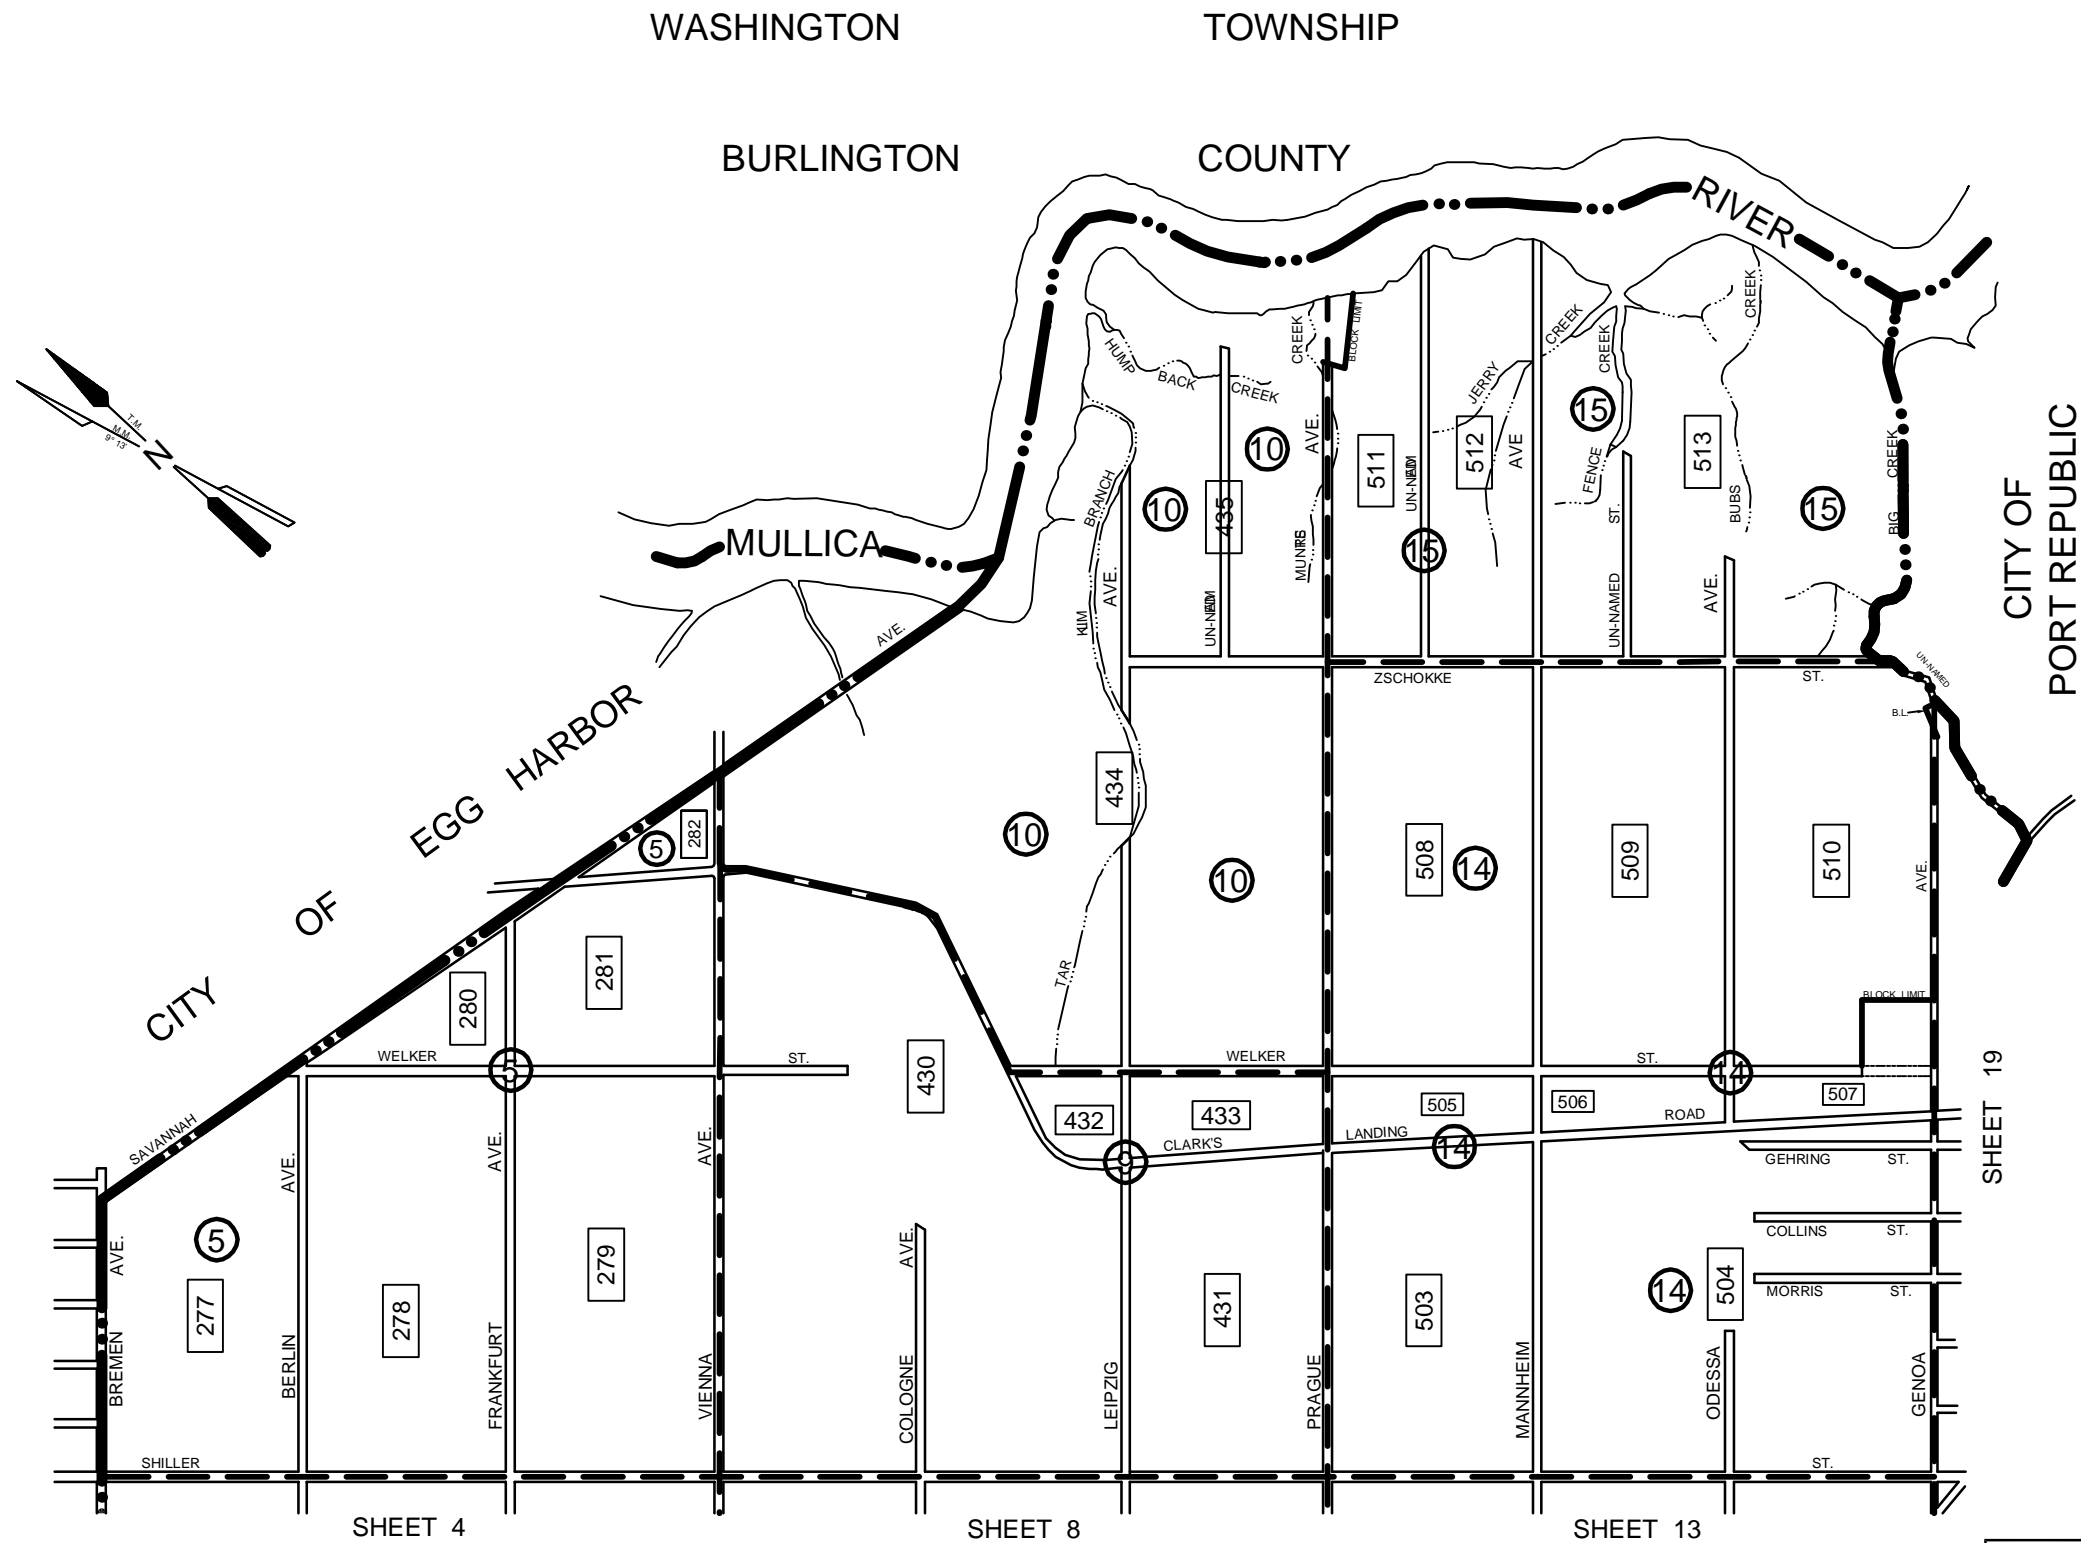 WASHINGTON TOWNSHIP
BURLINGTON COUNTY
RIVER
MULLICA
T.M.
M.M.
9° 13'
N
CITY OF EGG HARBOR
CITY OF
PORT REPUBLIC
HUMP BACK CREEK
CREEK
BLOCK LIMIT
CREEK
JERRY
CREEK
CREEK
FENCE
BUBS
BIG CREEK
BRANCH
TAR
AVE.
AVE.
AVE
AVE.
ST.
UN-NAMED
UN-NAMED
B.L.
10
10
15
15
15
435
511
512
513
ZSCHOKKE ST.
AVE.
282
5
434
10
10
508
14
509
510
AVE.
281
280
BLOCK LIMIT
WELKER ST.
WELKER ST.
5
430
14
432
433
505
506
507
CLARK'S LANDING ROAD
9
14
SAVANNAH
GEHRING ST.
COLLINS ST.
MORRIS ST.
SHEET 19
5
277
278
279
431
503
14
504
AVE.
AVE.
AVE.
AVE.
AVE.
BREMEN
BERLIN
FRANKFURT
VIENNA
COLOGNE
LEIPZIG
PRAGUE
MANNHEIM
ODESSA
GENOA
SHILLER ST.
SHEET 4
SHEET 8
SHEET 13